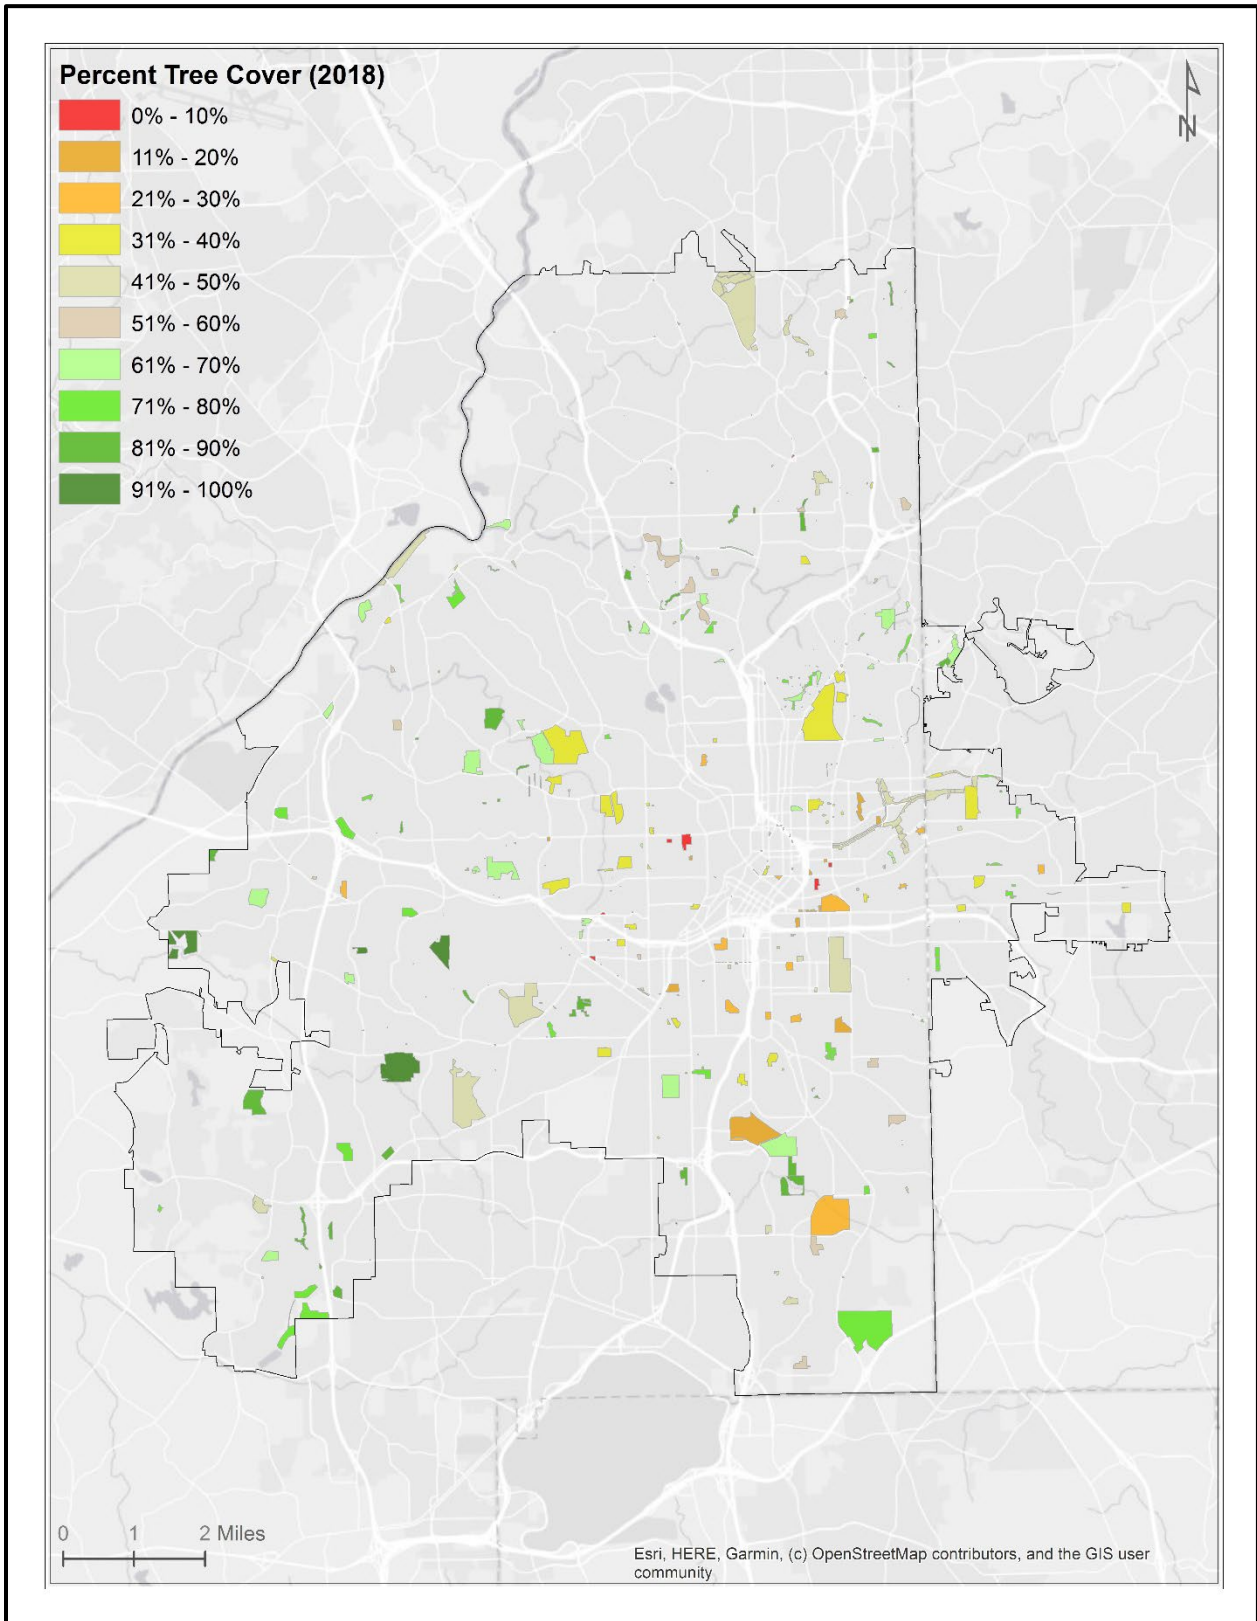 Percent Tree Cover (2018)
0% - 10%
11% - 20%
21% - 30%
31% - 40%
41% - 50%
51% - 60%
61% - 70%
71% - 80%
81% - 90%
91% - 100%
N
0 1 2 Miles
Esri, HERE, Garmin, (c) OpenStreetMap contributors, and the GIS user
community